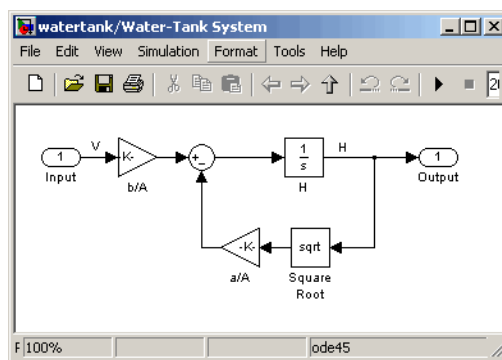 watertank/Water-Tank System
File Edit View Simulation Format Tools Help
1
Input
V
K-
b/A
+
-
1
s
H
H
1
Output
-K-
a/A
sqrt
Square
Root
F 100%
ode45